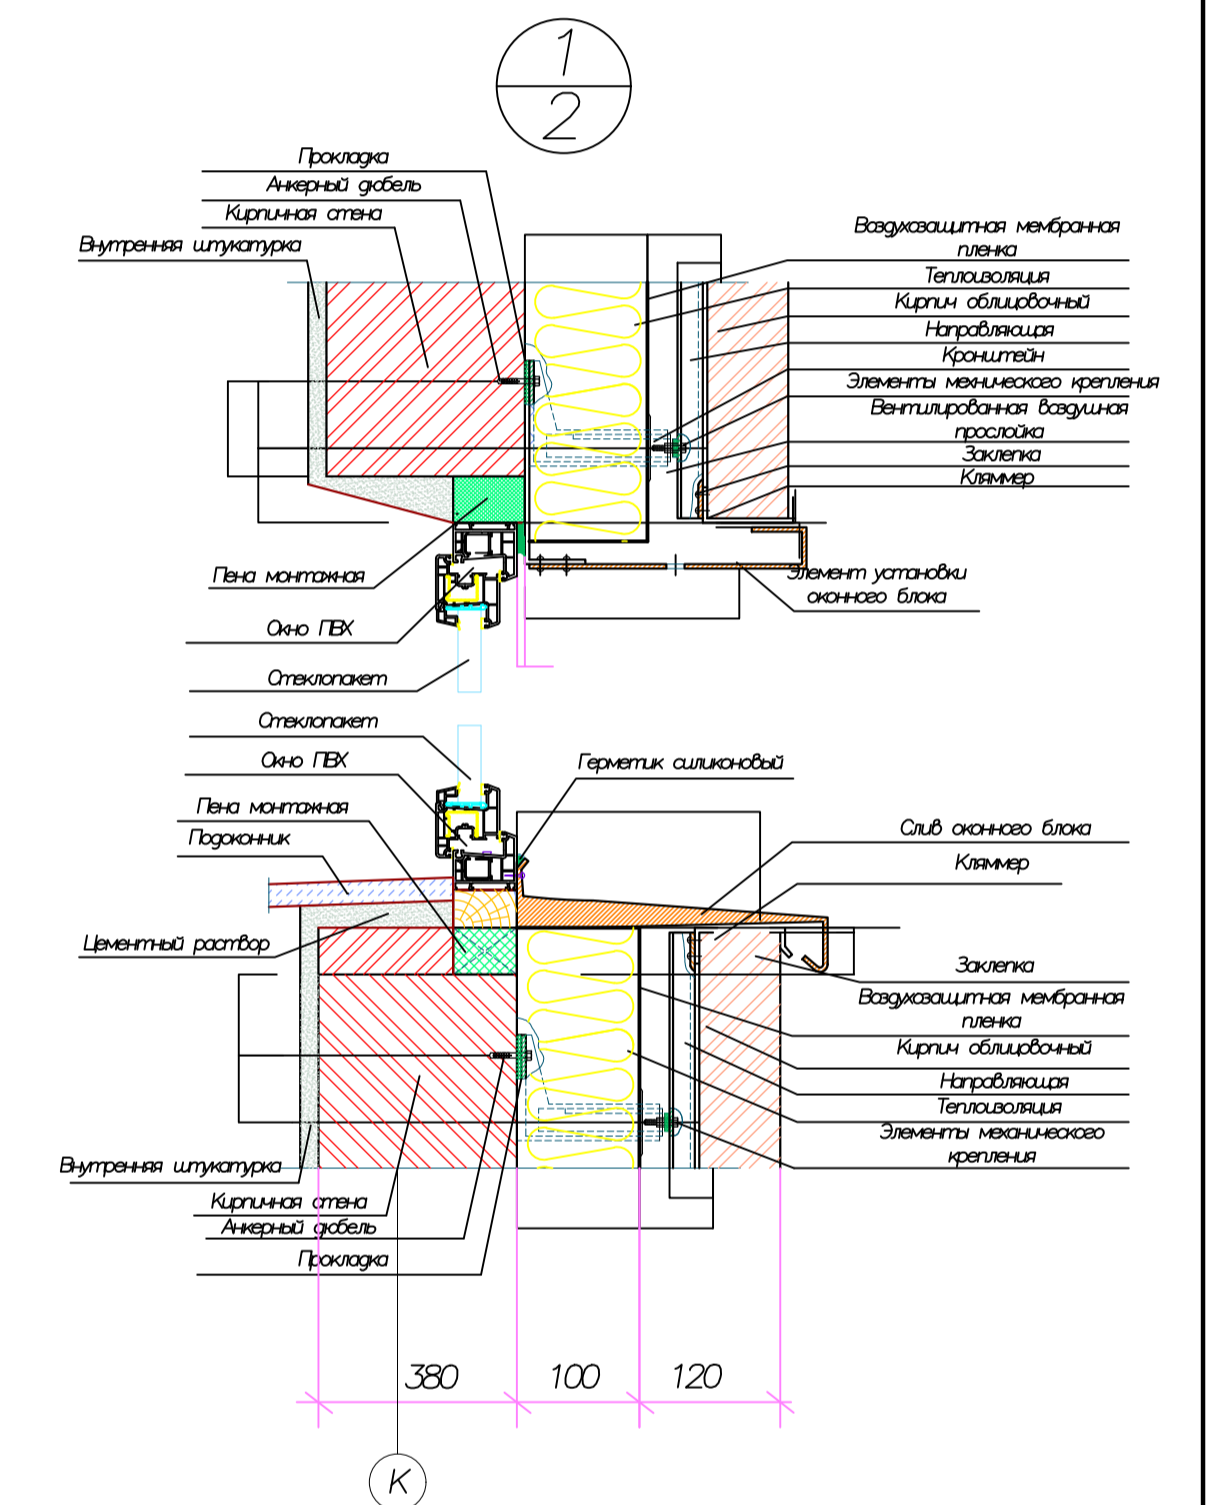 1
2
Прокладка
Анкерный дюбель
Кирпичная стена
Внутренняя штукатурка
Воздухозащитная мембранная
пленка
Теплоизоляция
Кирпич облицовочный
Направляющая
Кронштейн
Элементы мехнического крепления
Вентилированная воздушная
прослойка
Заклепка
Кляммер
Пена монтажная
Элемент установки
оконного блока
Окно ПВХ
Стеклопакет
Стеклопакет
Окно ПВХ
Герметик силиконовый
Пена монтажная
Подоконник
Слив оконного блока
Кляммер
Цементный раствор
Заклепка
Воздухозащитная мембранная
пленка
Кирпич облицовочный
Направляющая
Теплоизоляция
Элементы механического
крепления
Внутренняя штукатурка
Кирпичная стена
Анкерный дюбель
Прокладка
380 100 120
К